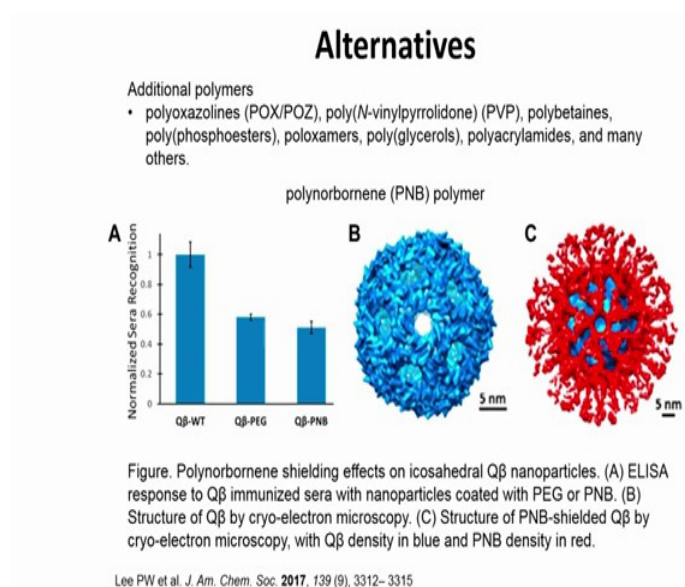 Alternatives
Additional polymers
• polyoxazolines (POX/POZ), poly(N-vinylpyrrolidone) (PVP), polybetaines,
poly(phosphoesters), poloxamers, poly(glycerols), polyacrylamides, and many
others.
polynorbornene (PNB) polymer
A
Normalized Sera Recognition
1
0.8
0.6
0.4
0.2
0
Qβ-WT Qβ-PEG Qβ-PNB
B
5 nm
C
5 nm
Figure. Polynorbornene shielding effects on icosahedral Qβ nanoparticles. (A) ELISA
response to Qβ immunized sera with nanoparticles coated with PEG or PNB. (B)
Structure of Qβ by cryo-electron microscopy. (C) Structure of PNB-shielded Qβ by
cryo-electron microscopy, with Qβ density in blue and PNB density in red.
Lee PW et al. J. Am. Chem. Soc. 2017, 139 (9), 3312– 3315